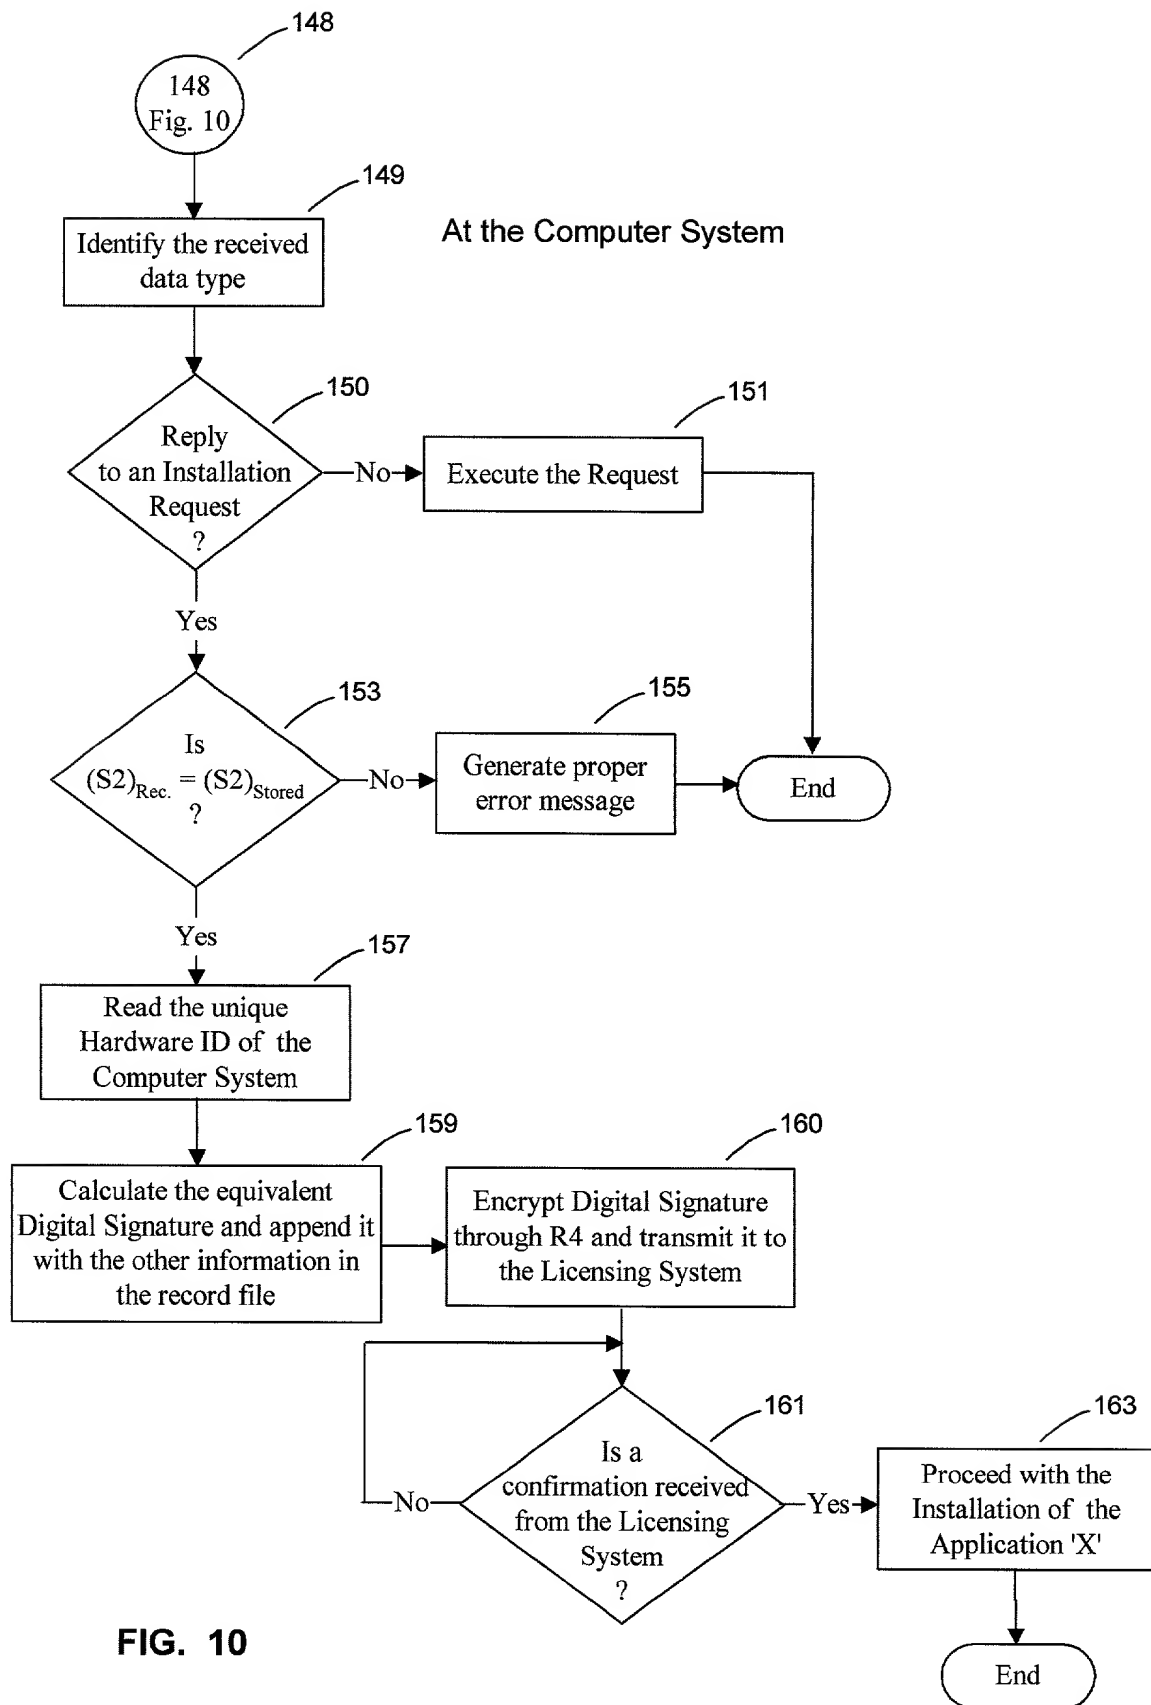 148
148
Fig. 10
149
Identify the received
data type
At the Computer System
150
Reply
to an Installation
Request
?
No
151
Execute the Request
Yes
153
Is
(S2)Rec. = (S2)Stored
?
No
155
Generate proper
error message
End
Yes
157
Read the unique
Hardware ID of the
Computer System
159
Calculate the equivalent
Digital Signature and append it
with the other information in
the record file
160
Encrypt Digital Signature
through R4 and transmit it to
the Licensing System
161
Is a
confirmation received
from the Licensing
System
?
No
Yes
163
Proceed with the
Installation of the
Application 'X'
End
FIG. 10